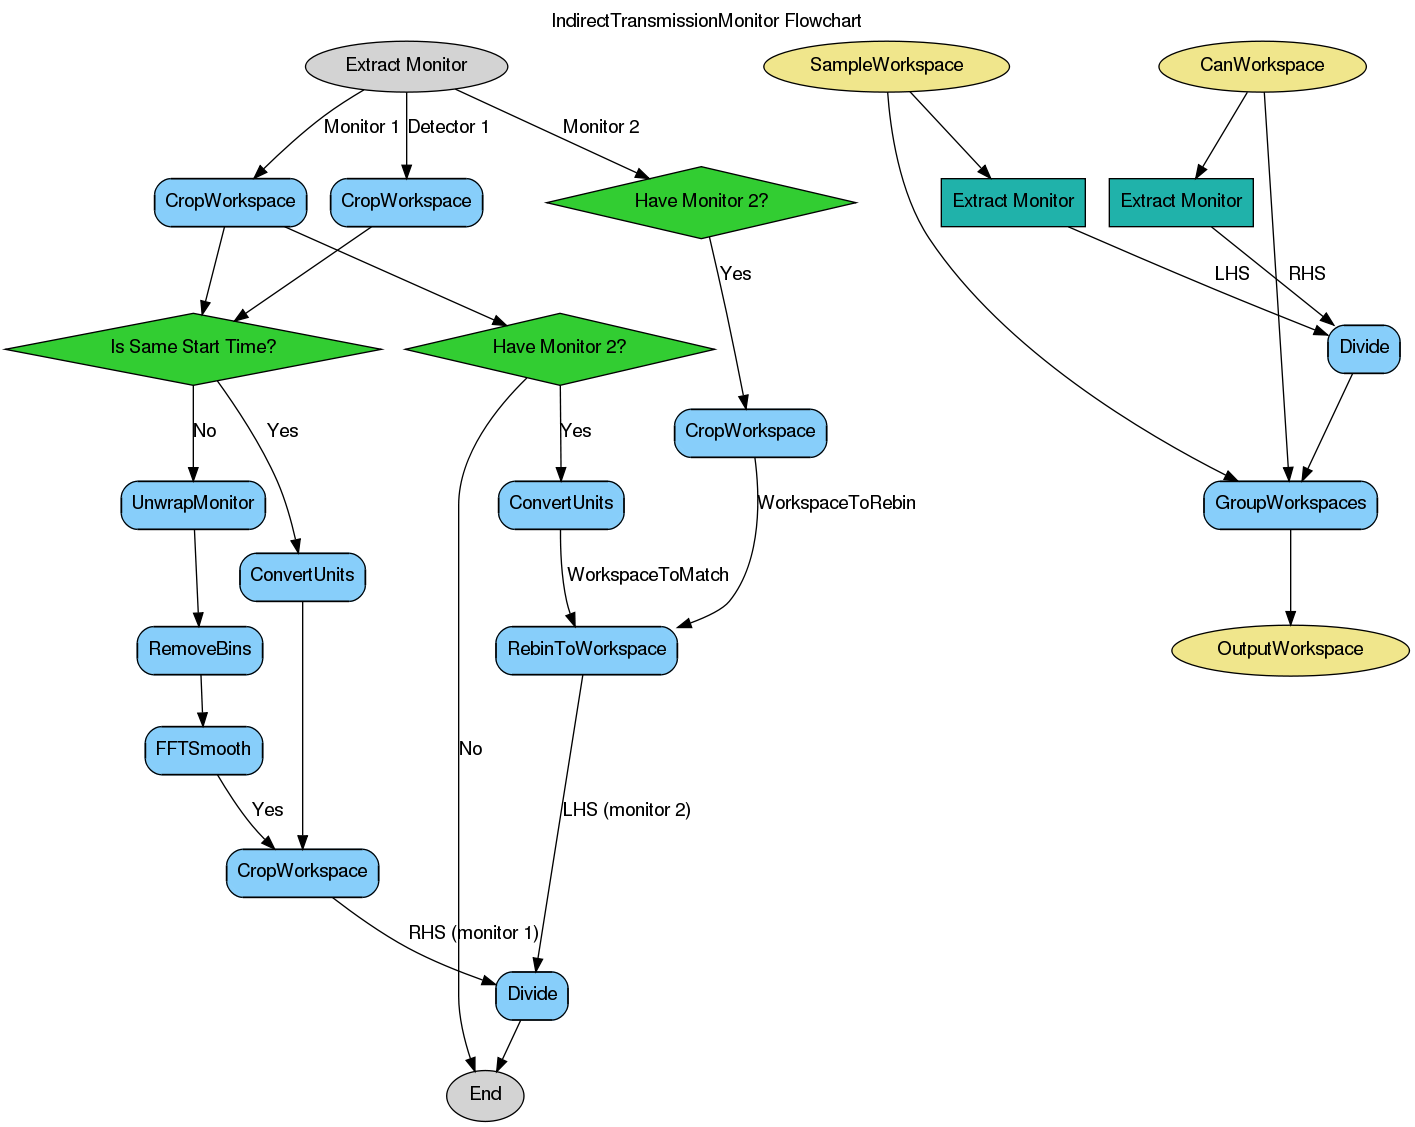 IndirectTransmissionMonitor Flowchart
Extract Monitor
SampleWorkspace
CanWorkspace
Monitor 1
Detector 1
Monitor 2
CropWorkspace
CropWorkspace
Have Monitor 2?
Extract Monitor
Extract Monitor
Yes
LHS
RHS
Is Same Start Time?
Have Monitor 2?
Divide
No
Yes
Yes
CropWorkspace
UnwrapMonitor
ConvertUnits
WorkspaceToRebin
GroupWorkspaces
ConvertUnits
WorkspaceToMatch
RemoveBins
RebinToWorkspace
OutputWorkspace
FFTSmooth
No
Yes
LHS (monitor 2)
CropWorkspace
RHS (monitor 1)
Divide
End